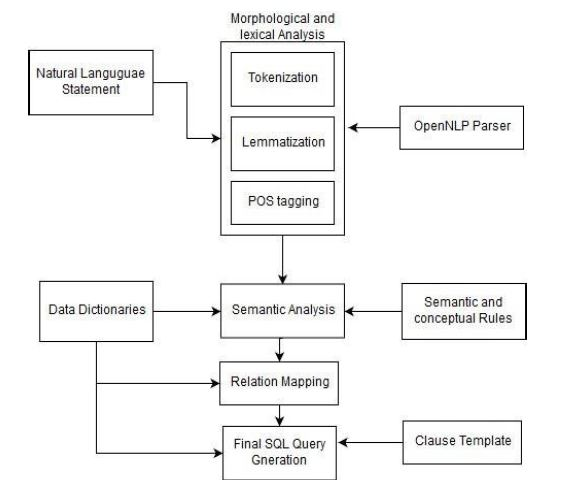 Morphological and
lexical Analysis
Natural Languguae
Statement
Tokenization
OpenNLP Parser
Lemmatization
POS tagging
Data Dictionaries
Semantic Analysis
Semantic and
conceptual Rules
Relation Mapping
Final SQL Query
Gneration
Clause Template